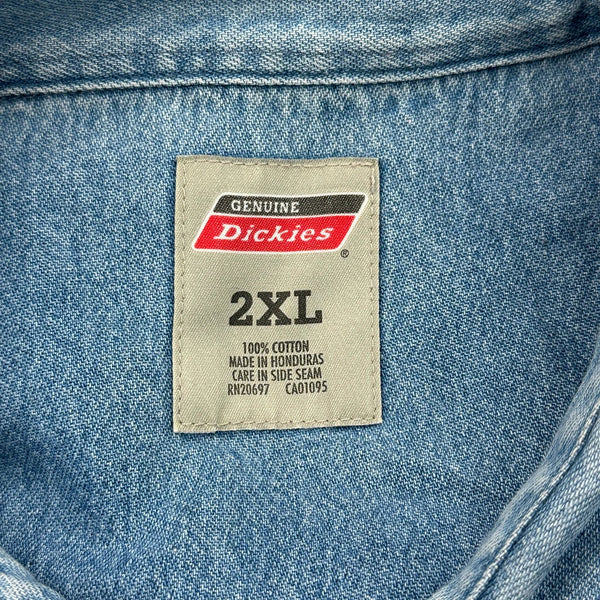 GENUINE
Dickies
®
2XL
100% COTTON
MADE IN HONDURAS
CARE IN SIDE SEAM
RN20697 CA01095